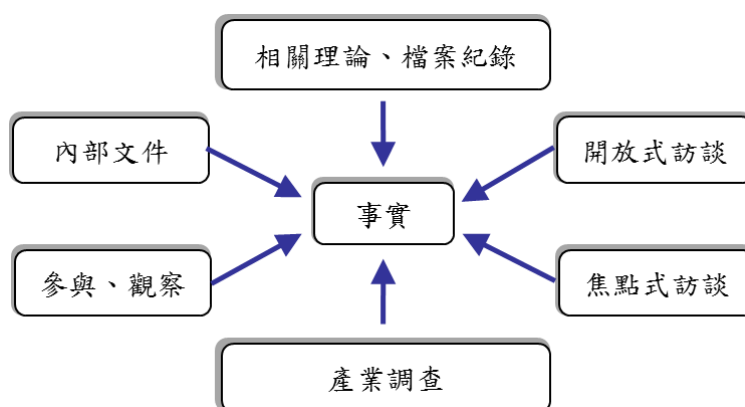 相關理論、檔案紀錄
內部文件
開放式訪談
事實
參與、觀察
焦點式訪談
產業調查